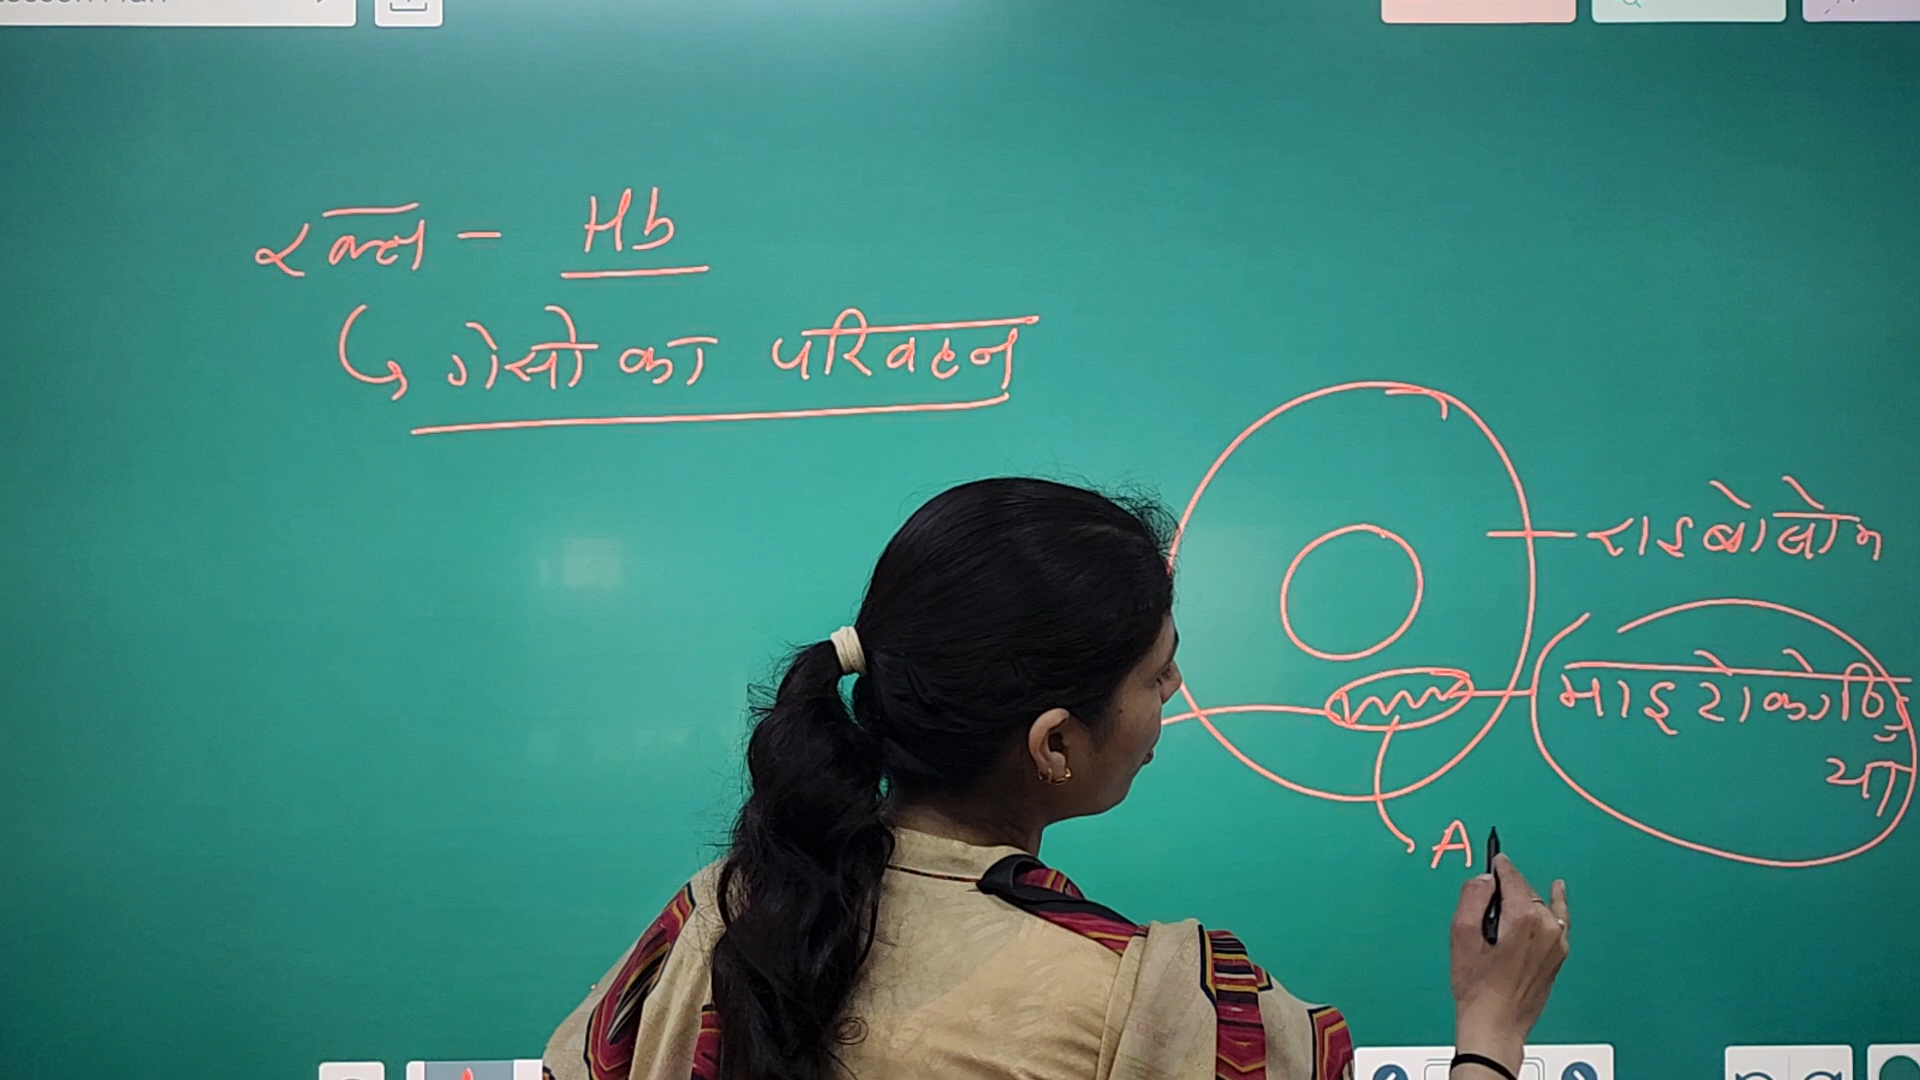 रक्त - Hb
गेसो का परिवहन
राइबोसोम
माइटोकोण्ड्रि
या
A